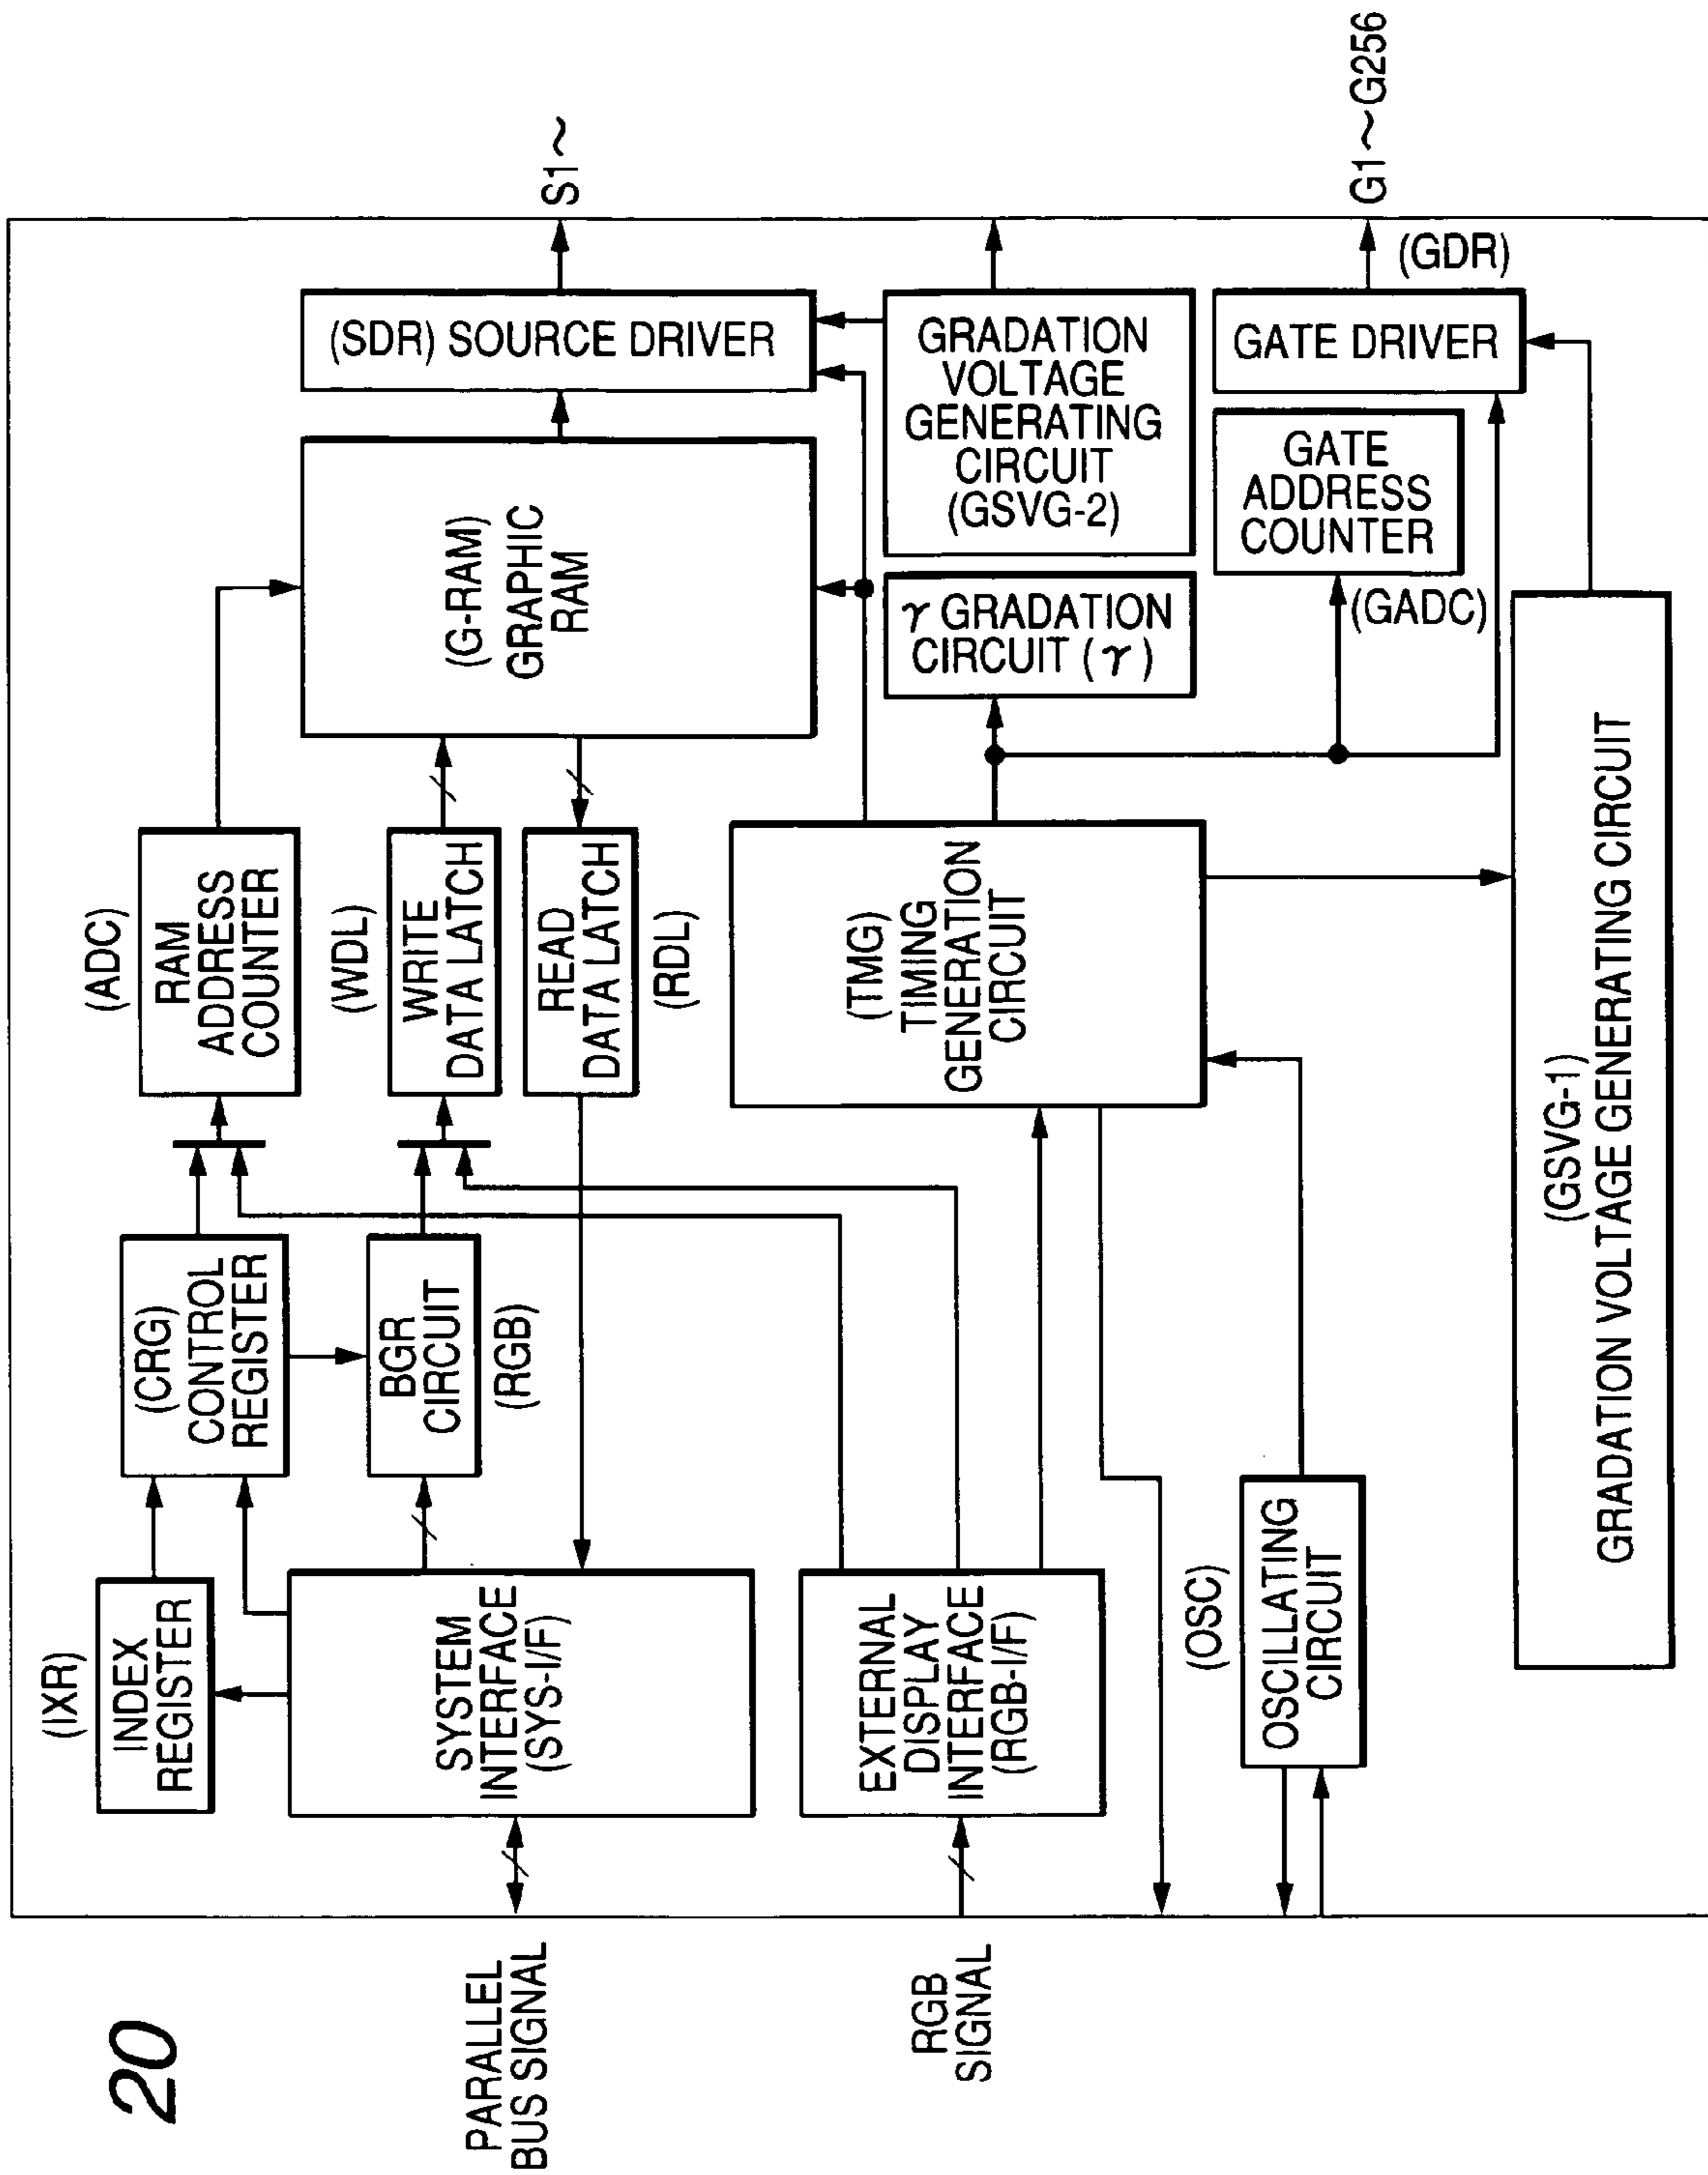 20
PARALLEL
BUS SIGNAL
RGB
SIGNAL
(IXR)
INDEX
REGISTER
SYSTEM
INTERFACE
(SYS-I/F)
EXTERNAL
DISPLAY
INTERFACE
(RGB-I/F)
(OSC)
OSCILLATING
CIRCUIT
(CRG)
CONTROL
REGISTER
BGR
CIRCUIT
(RGB)
(ADC)
RAM
ADDRESS
COUNTER
(WDL)
WRITE
DATA LATCH
READ
DATA LATCH
(RDL)
(TMG)
TIMING
GENERATION
CIRCUIT
(GSVG-1)
GRADATION VOLTAGE GENERATING CIRCUIT
(G-RAM)
GRAPHIC
RAM
γ GRADATION
CIRCUIT (γ)
(GADC)
GATE
ADDRESS
COUNTER
(SDR) SOURCE DRIVER
GRADATION
VOLTAGE
GENERATING
CIRCUIT
(GSVG-2)
GATE DRIVER
(GDR)
S1~
G1~G256